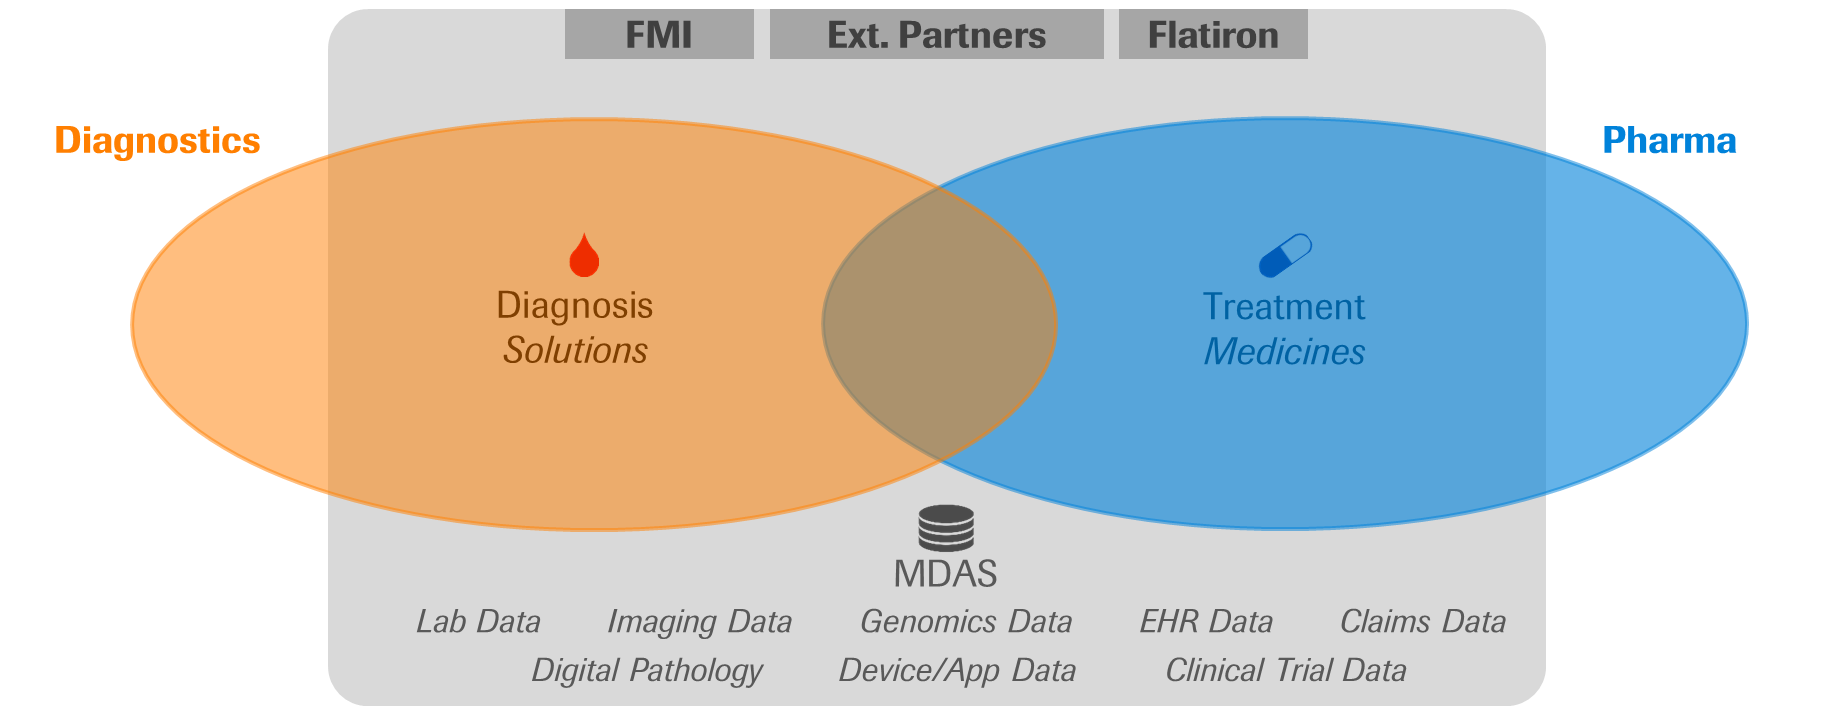 FMI
Ext. Partners
Flatiron
Diagnostics
Pharma
Diagnosis
Solutions
Treatment
Medicines
MDAS
Lab Data
Imaging Data
Genomics Data
EHR Data
Claims Data
Digital Pathology
Device/App Data
Clinical Trial Data